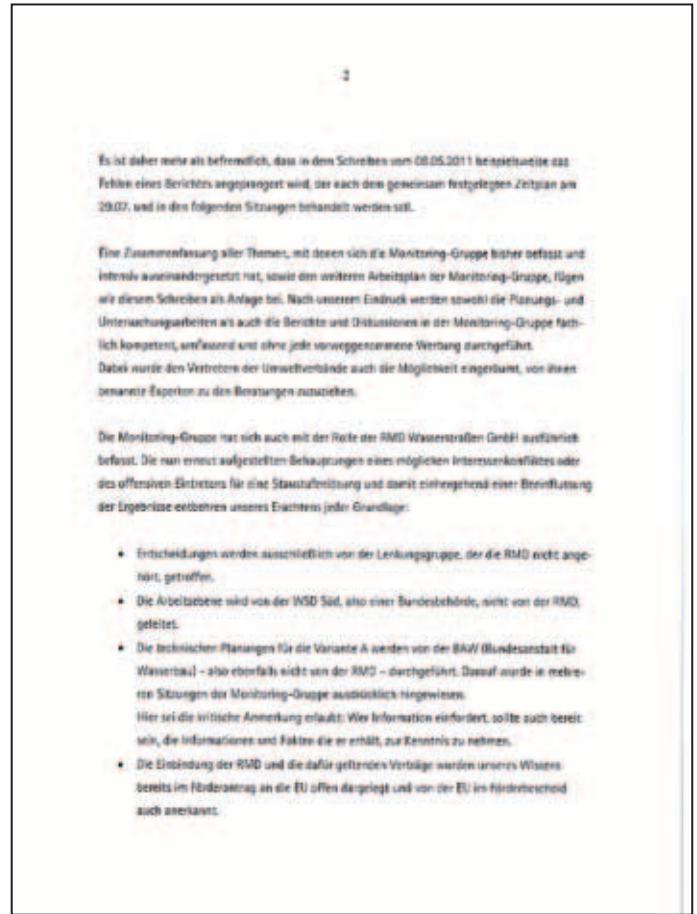 2
Es ist daher mehr als befremdlich, dass in dem Schreiben vom 08.05.2011 beispielsweise das
Fehlen eines Berichtes angeprangert wird, der nach dem gemeinsam festgelegten Zeitplan am
29.07. und in den folgenden Sitzungen behandelt werden soll.
Eine Zusammenfassung aller Themen, mit denen sich die Monitoring-Gruppe bisher befasst und
intensiv auseinandergesetzt hat, sowie den weiteren Arbeitsplan der Monitoring-Gruppe, fügen
wir diesem Schreiben als Anlage bei. Nach unserem Eindruck werden sowohl die Planungs- und
Untersuchungsarbeiten als auch die Berichte und Diskussionen in der Monitoring-Gruppe fach-
lich kompetent, umfassend und ohne jede vorweggenommene Wertung durchgeführt.
Dabei wurde den Vertretern der Umweltverbände auch die Möglichkeit eingeräumt, von ihnen
benannte Experten zu den Beratungen zuzuziehen.
Die Monitoring-Gruppe hat sich auch mit der Rolle der RMD Wasserstraßen GmbH ausführlich
befasst. Die nun erneut aufgestellten Behauptungen eines möglichen Interessenkonfliktes oder
des offensiven Eintretens für eine Staustufenlösung und damit einhergehend einer Beeinflussung
der Ergebnisse entbehren unseres Erachtens jeder Grundlage:
• Entscheidungen werden ausschließlich von der Lenkungsgruppe, der die RMD nicht ange-
hört, getroffen.
• Die Arbeitsebene wird von der WSD Süd, also einer Bundesbehörde, nicht von der RMD,
geleitet.
• Die technischen Planungen für die Variante A werden von der BAW (Bundesanstalt für
Wasserbau) – also ebenfalls nicht von der RMD – durchgeführt. Darauf wurde in mehre-
ren Sitzungen der Monitoring-Gruppe ausdrücklich hingewiesen.
Hier sei die kritische Anmerkung erlaubt: Wer Information einfordert, sollte auch bereit
sein, die Informationen und Fakten die er erhält, zur Kenntnis zu nehmen.
• Die Einbindung der RMD und die dafür geltenden Verträge wurden unseres Wissens
bereits im Förderantrag an die EU offen dargelegt und von der EU im Förderbescheid
auch anerkannt.